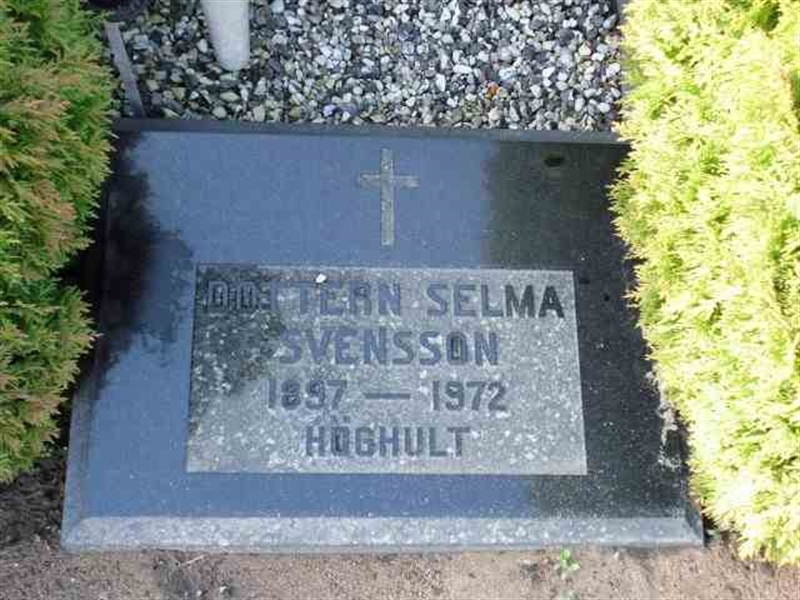 DOTTERN SELMA
SVENSSON
1897 — 1972
HÖGHULT